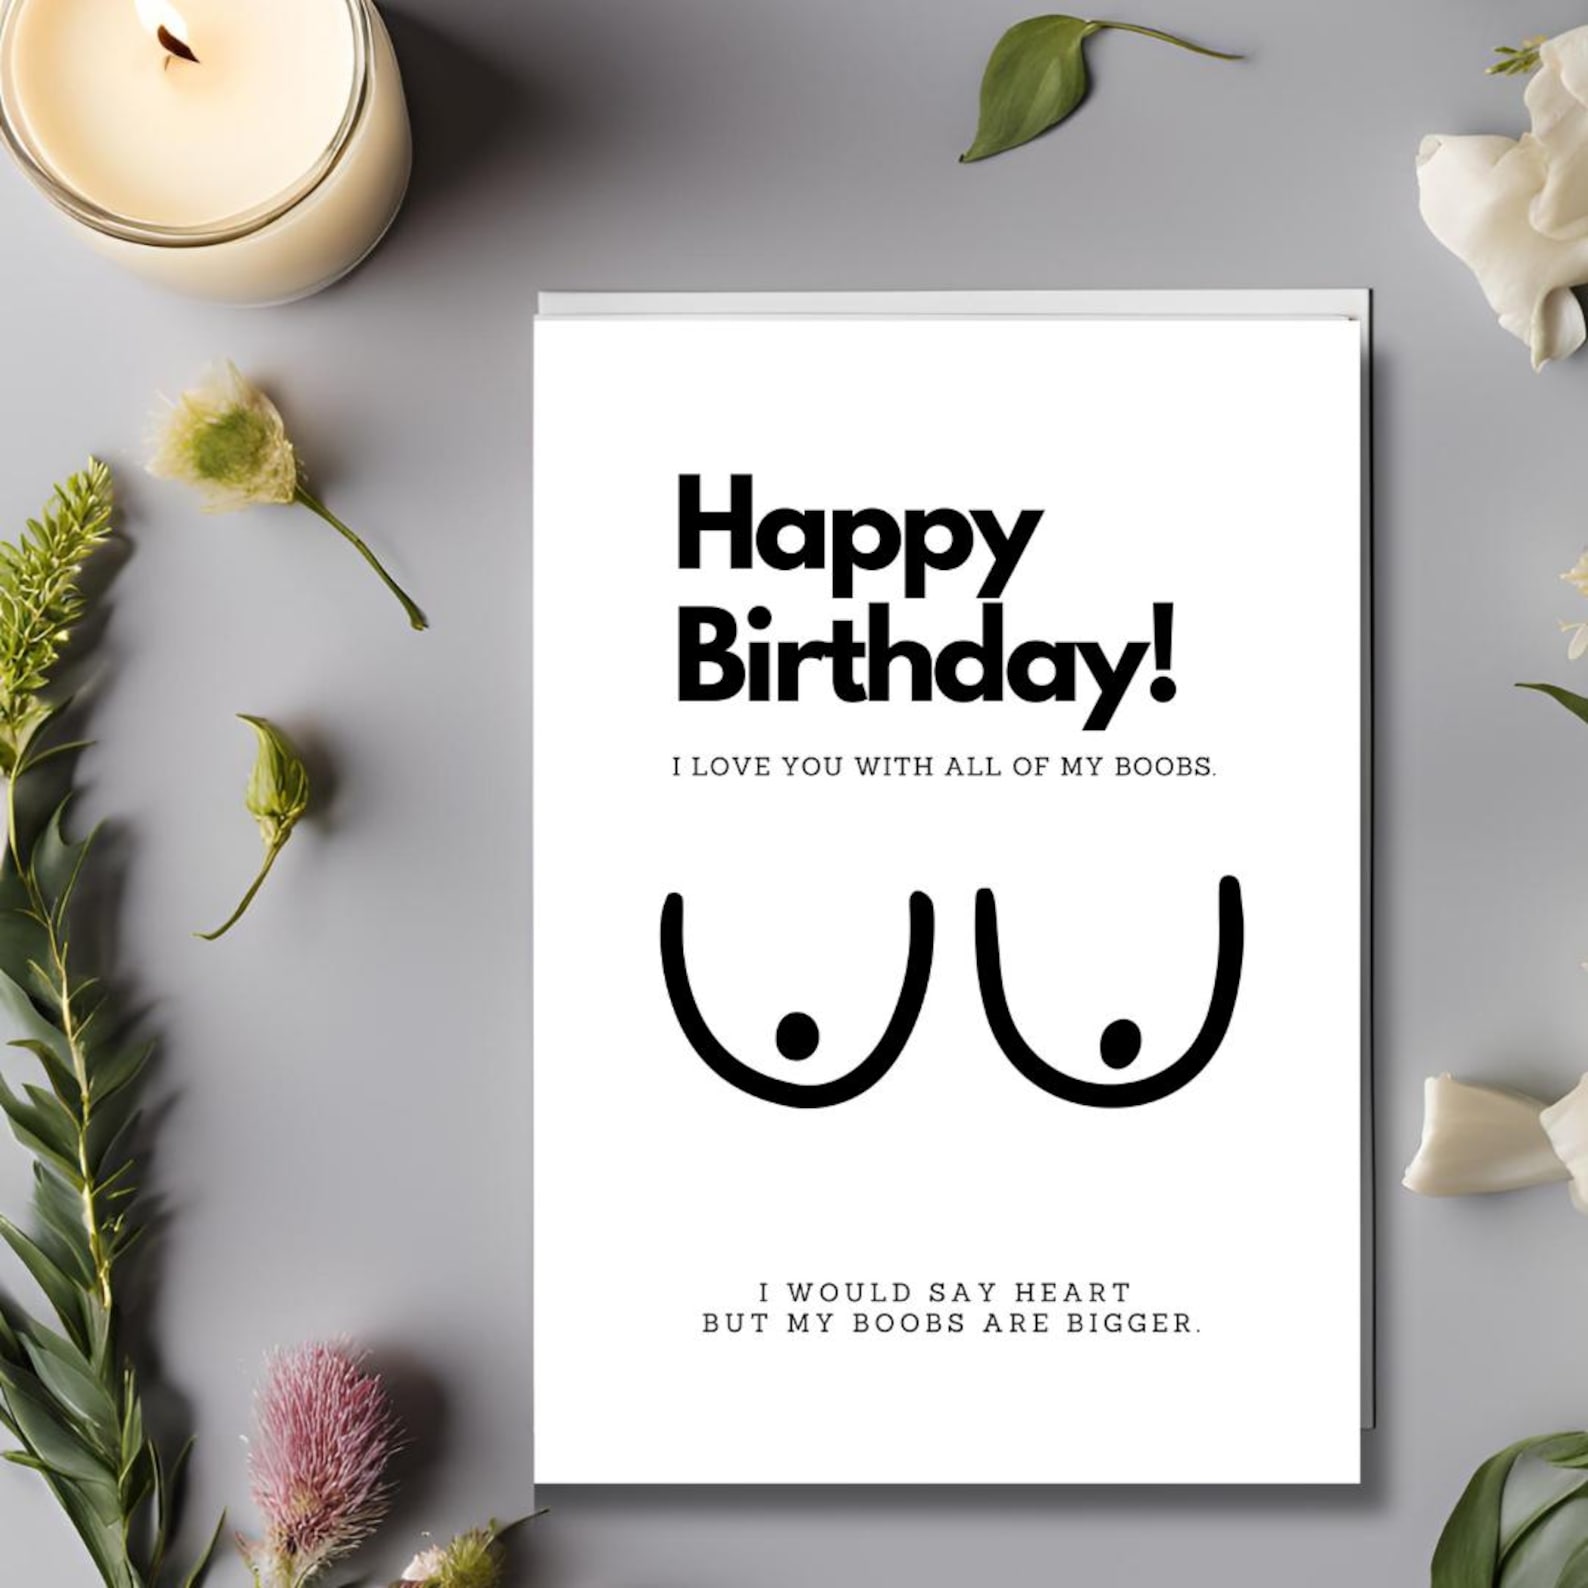 Happy
Birthday!
I LOVE YOU WITH ALL OF MY BOOBS.
I WOULD SAY HEART
BUT MY BOOBS ARE BIGGER.